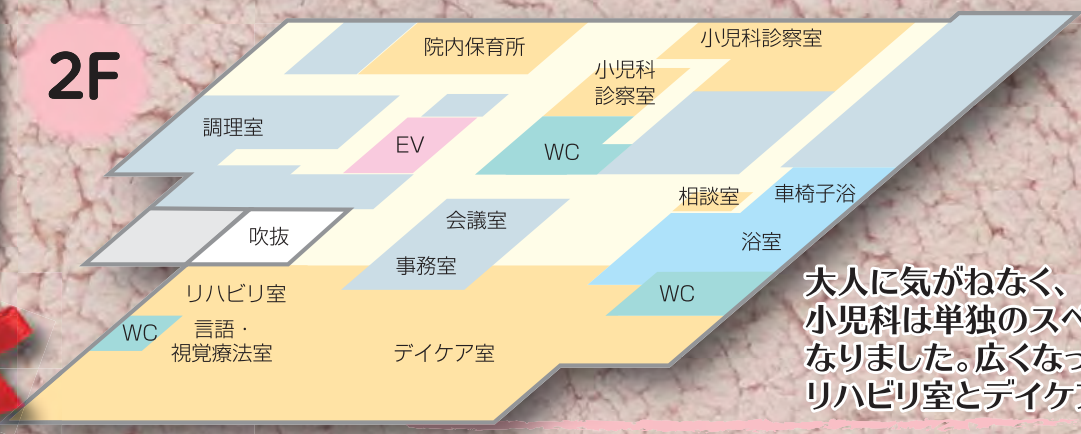 2F
院内保育所
小児科診察室
小児科
診察室
調理室
EV
WC
相談室
車椅子浴
会議室
吹抜
浴室
事務室
リハビリ室
WC
WC
言語・
視覚療法室
デイケア室
大人に気がねなく、
小児科は単独のスペ
なりました。広くなっ
リハビリ室とデイケア